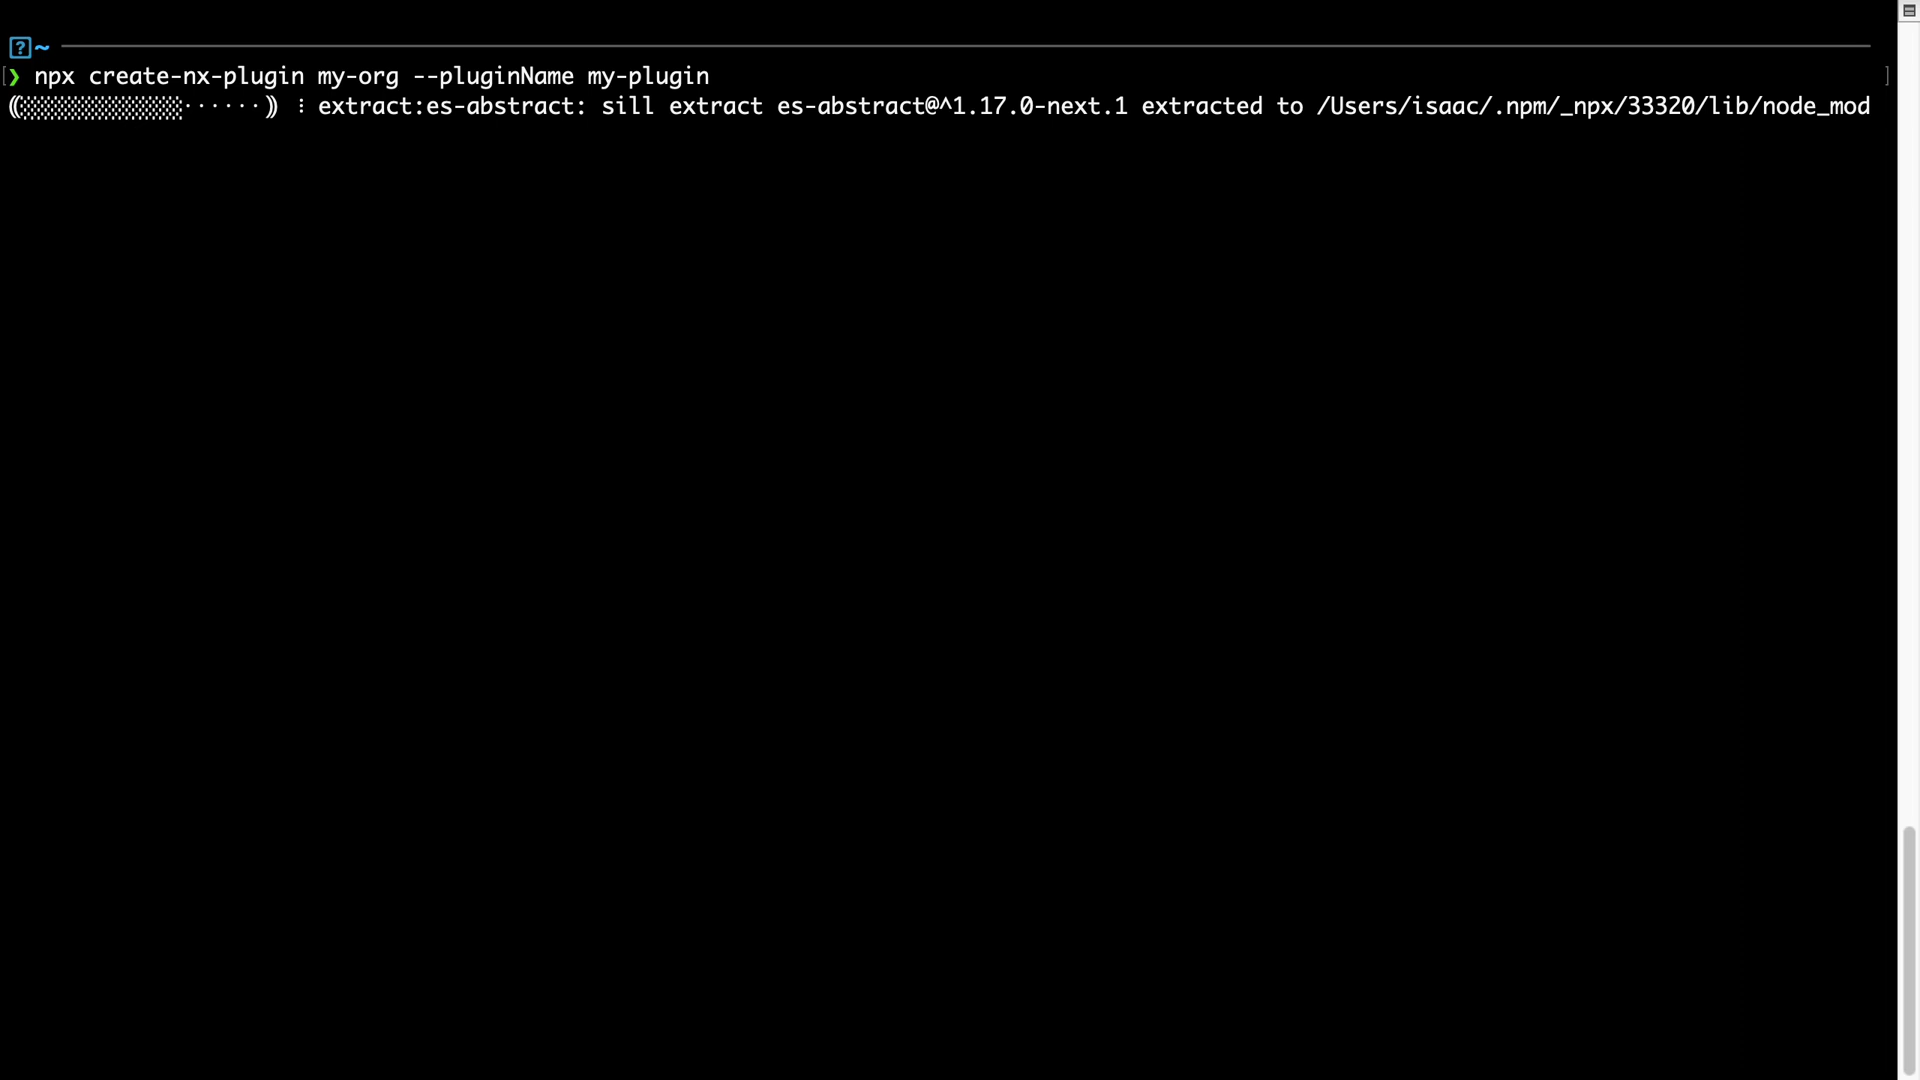 [?]~
❯ npx create-nx-plugin my-org --pluginName my-plugin
(░░░░░░░░░░░░░░░░░░······) ⸽ extract:es-abstract: sill extract es-abstract@^1.17.0-next.1 extracted to /Users/isaac/.npm/_npx/33320/lib/node_mod